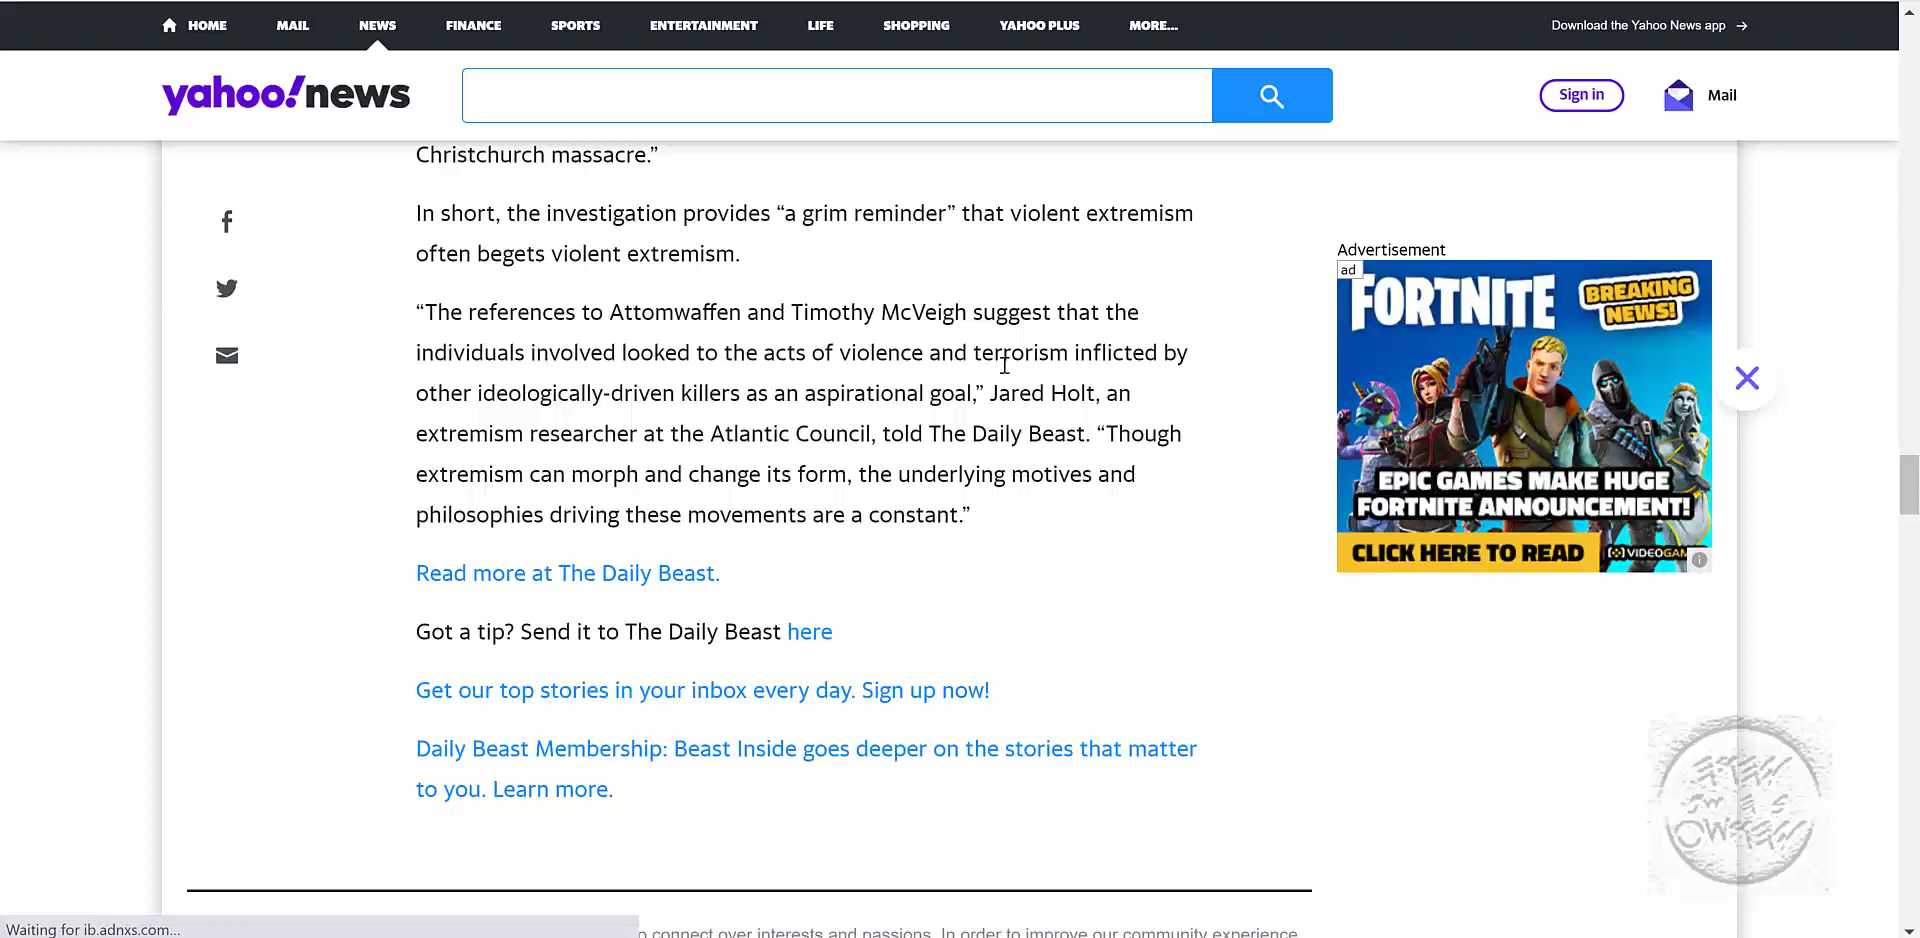 HOME MAIL NEWS FINANCE SPORTS ENTERTAINMENT LIFE SHOPPING YAHOO PLUS MORE... Download the Yahoo News app →
yahoo!news
Sign in
Mail
Christchurch massacre.”
In short, the investigation provides “a grim reminder” that violent extremism
often begets violent extremism.
“The references to Attomwaffen and Timothy McVeigh suggest that the
individuals involved looked to the acts of violence and terrorism inflicted by
other ideologically-driven killers as an aspirational goal,” Jared Holt, an
extremism researcher at the Atlantic Council, told The Daily Beast. “Though
extremism can morph and change its form, the underlying motives and
philosophies driving these movements are a constant.”
Read more at The Daily Beast.
Got a tip? Send it to The Daily Beast here
Get our top stories in your inbox every day. Sign up now!
Daily Beast Membership: Beast Inside goes deeper on the stories that matter
to you. Learn more.
Advertisement
ad
FORTNITE
BREAKING
NEWS!
EPIC GAMES MAKE HUGE
FORTNITE ANNOUNCEMENT!
CLICK HERE TO READ
VIDEOGAM
Waiting for ib.adnxs.com...
o connect over interests and passions. In order to improve our community experience,